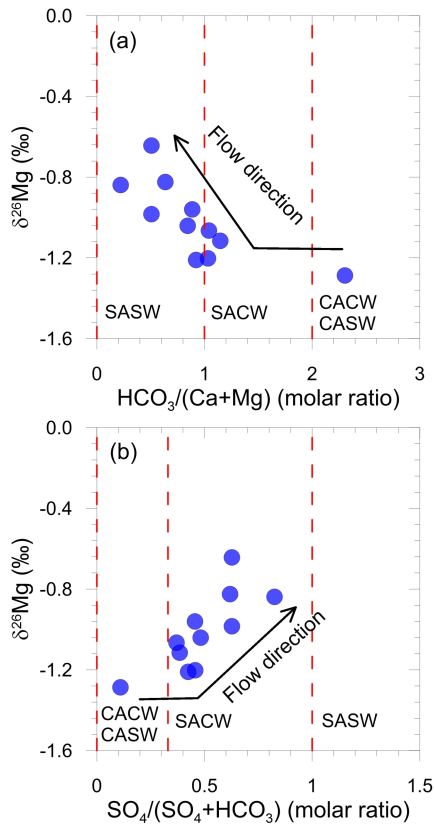 (a)
0.0
-0.4
-0.8
-1.2
-1.6
δ²⁶Mg (‰)
Flow direction
SASW
SACW
CACW
CASW
0
1
2
3
HCO₃/(Ca+Mg) (molar ratio)
(b)
0.0
-0.4
-0.8
-1.2
-1.6
δ²⁶Mg (‰)
Flow direction
CACW
CASW
SACW
SASW
0
0.5
1
1.5
SO₄/(SO₄+HCO₃) (molar ratio)